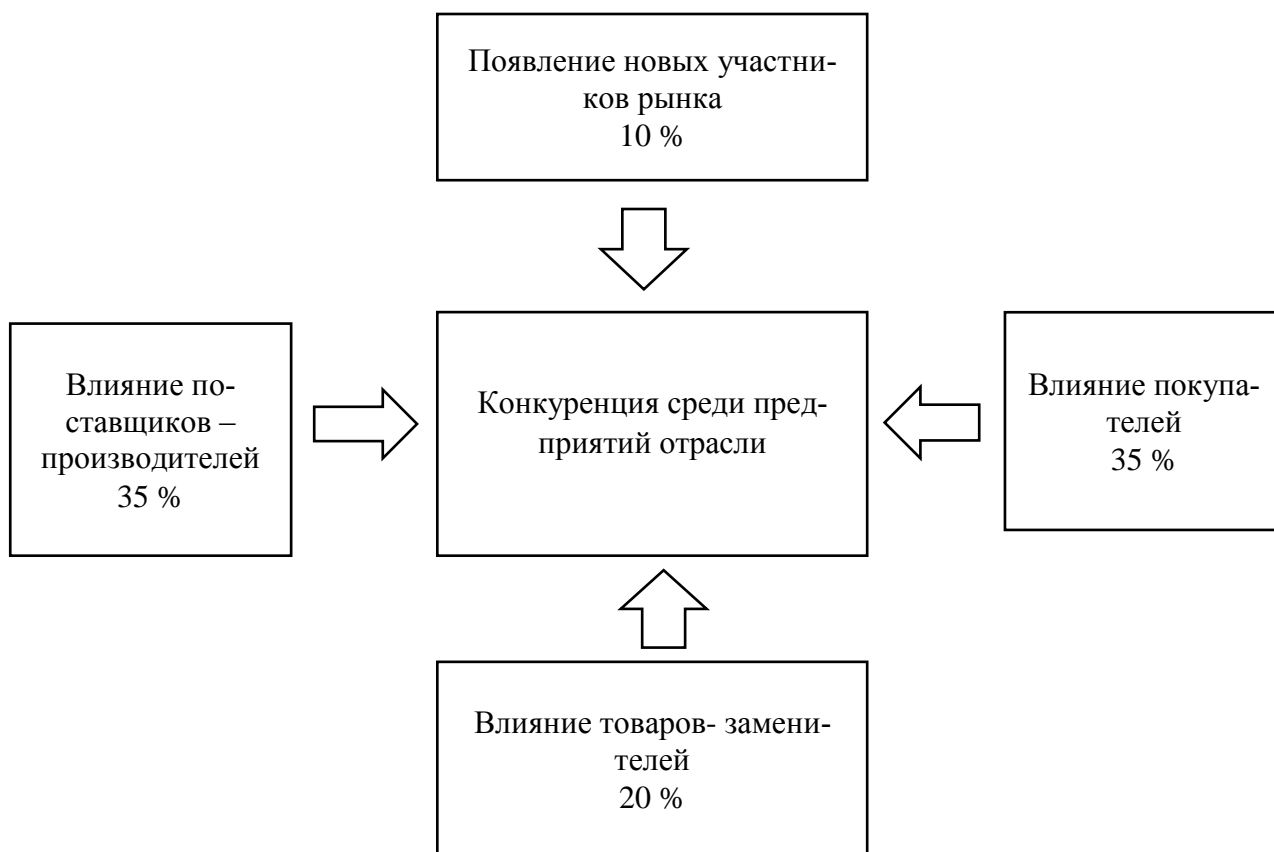 Появление новых участни-
ков рынка
10 %
Влияние по-
ставщиков –
производителей
35 %
Конкуренция среди пред-
приятий отрасли
Влияние покупа-
телей
35 %
Влияние товаров- замени-
телей
20 %